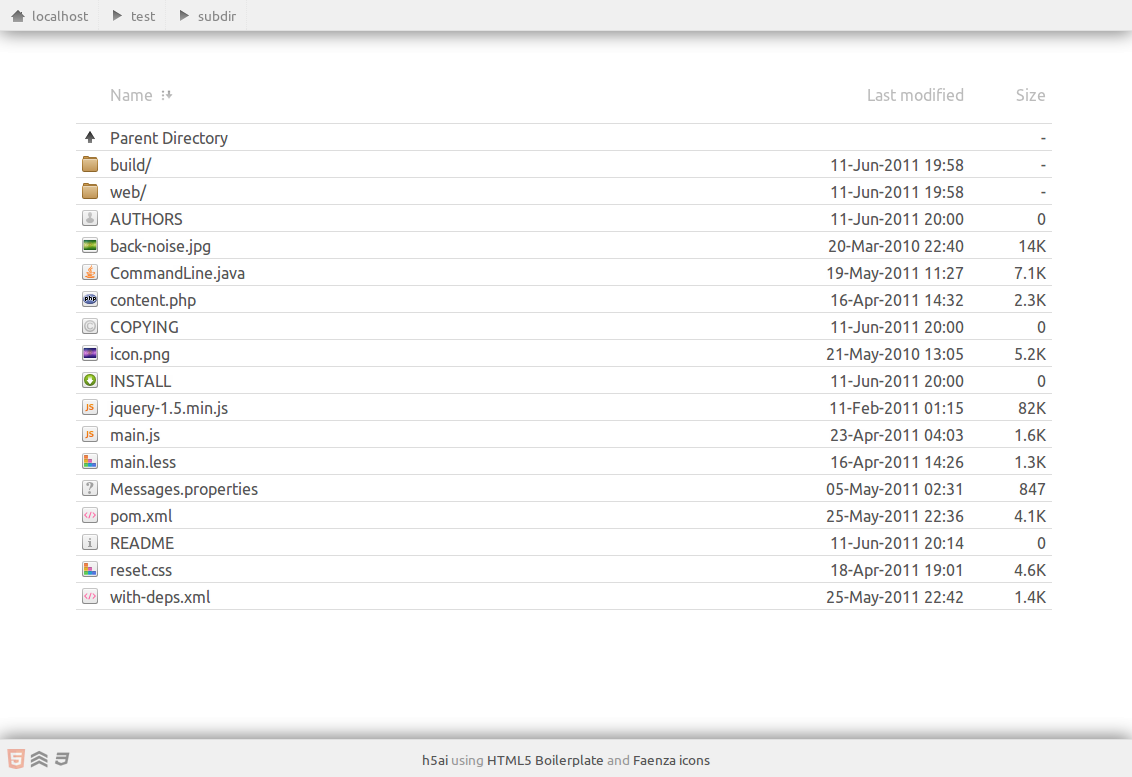 localhost test subdir
Name Last modified Size
Parent Directory -
build/ 11-Jun-2011 19:58 -
web/ 11-Jun-2011 19:58 -
AUTHORS 11-Jun-2011 20:00 0
back-noise.jpg 20-Mar-2010 22:40 14K
CommandLine.java 19-May-2011 11:27 7.1K
content.php 16-Apr-2011 14:32 2.3K
COPYING 11-Jun-2011 20:00 0
icon.png 21-May-2010 13:05 5.2K
INSTALL 11-Jun-2011 20:00 0
jquery-1.5.min.js 11-Feb-2011 01:15 82K
main.js 23-Apr-2011 04:03 1.6K
main.less 16-Apr-2011 14:26 1.3K
Messages.properties 05-May-2011 02:31 847
pom.xml 25-May-2011 22:36 4.1K
README 11-Jun-2011 20:14 0
reset.css 18-Apr-2011 19:01 4.6K
with-deps.xml 25-May-2011 22:42 1.4K
h5ai using HTML5 Boilerplate and Faenza icons